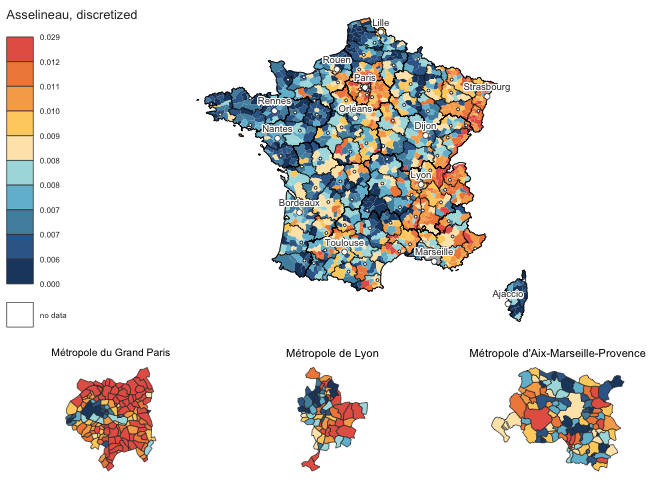 Asselineau, discretized
0.029
0.012
0.011
0.010
0.009
0.008
0.008
0.007
0.007
0.006
0.000
no data
Lille
Rouen
Paris
Strasbourg
Rennes
Orléans
Nantes
Dijon
Lyon
Bordeaux
Toulouse
Marseille
Ajaccio
Métropole du Grand Paris
Métropole de Lyon
Métropole d'Aix-Marseille-Provence